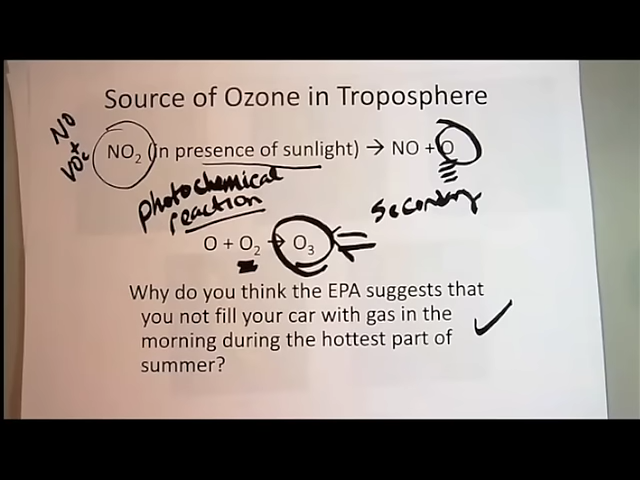 Source of Ozone in Troposphere
NO
NO₂ (in presence of sunlight) → NO + O
photochemical
reaction
Secondary
O + O₂ → O₃
Why do you think the EPA suggests that
you not fill your car with gas in the
morning during the hottest part of
summer?